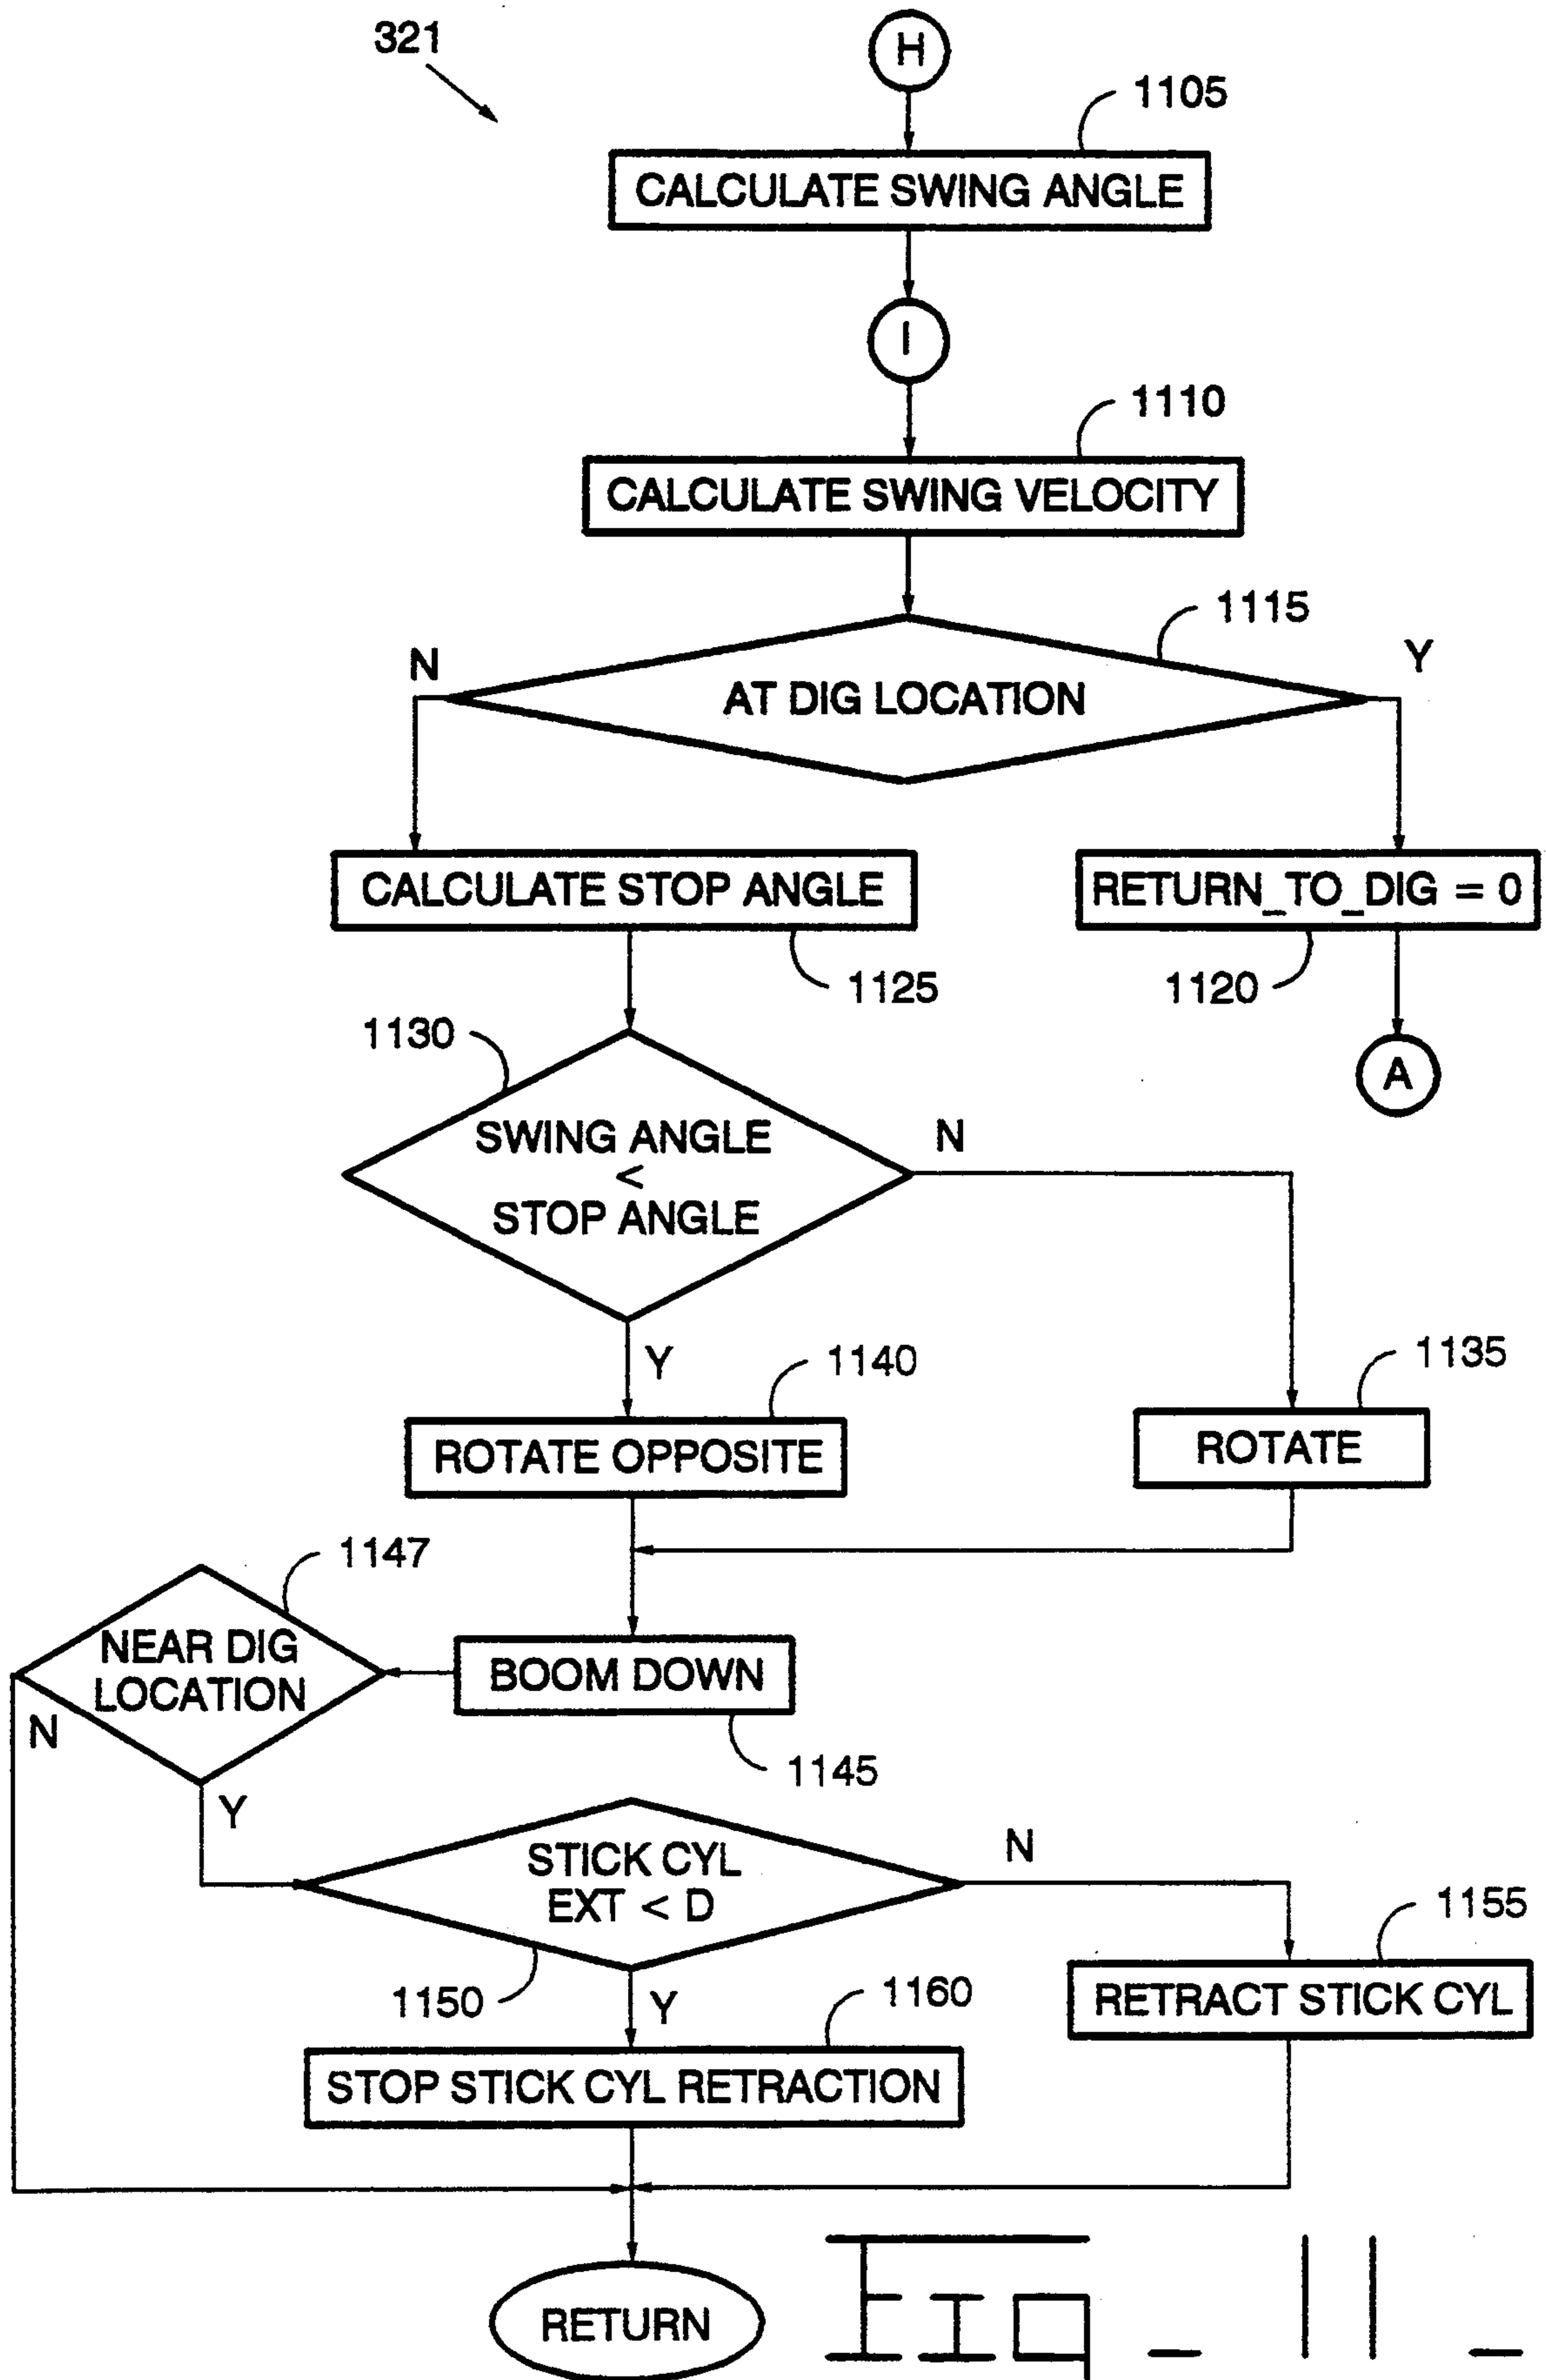 321
H
1105
CALCULATE SWING ANGLE
I
1110
CALCULATE SWING VELOCITY
1115
N
Y
AT DIG LOCATION
CALCULATE STOP ANGLE
RETURN_TO_DIG = 0
1125
1120
1130
A
SWING ANGLE
<
STOP ANGLE
N
Y
1140
1135
ROTATE OPPOSITE
ROTATE
1147
NEAR DIG
LOCATION
BOOM DOWN
N
1145
Y
STICK CYL
EXT < D
N
1155
1150
Y
1160
RETRACT STICK CYL
STOP STICK CYL RETRACTION
RETURN
FIG_11_